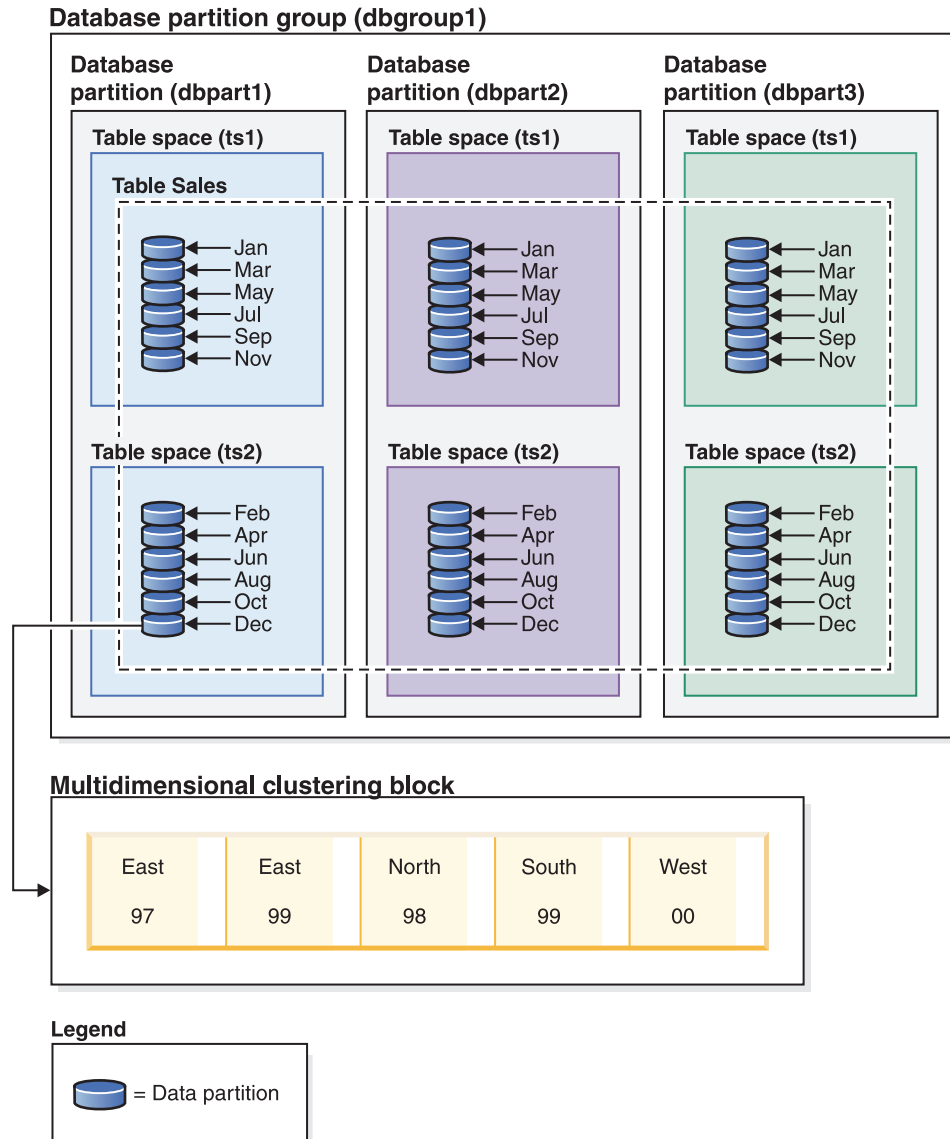 Database partition group (dbgroup1)
Database
partition (dbpart1)
Table space (ts1)
Table Sales
Jan
Mar
May
Jul
Sep
Nov
Table space (ts2)
Feb
Apr
Jun
Aug
Oct
Dec
Database
partition (dbpart2)
Table space (ts1)
Jan
Mar
May
Jul
Sep
Nov
Table space (ts2)
Feb
Apr
Jun
Aug
Oct
Dec
Database
partition (dbpart3)
Table space (ts1)
Jan
Mar
May
Jul
Sep
Nov
Table space (ts2)
Feb
Apr
Jun
Aug
Oct
Dec
Multidimensional clustering block
East
97
East
99
North
98
South
99
West
00
Legend
= Data partition